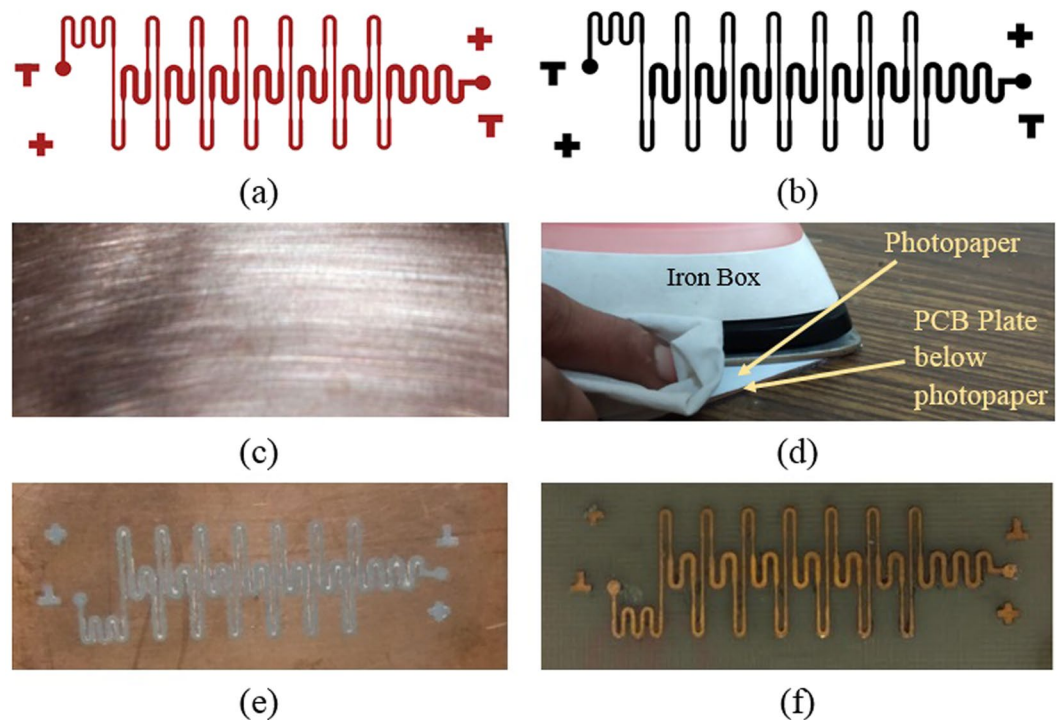 (a)
(b)
Photopaper
Iron Box
PCB Plate
below
photopaper
(c)
(d)
(e)
(f)